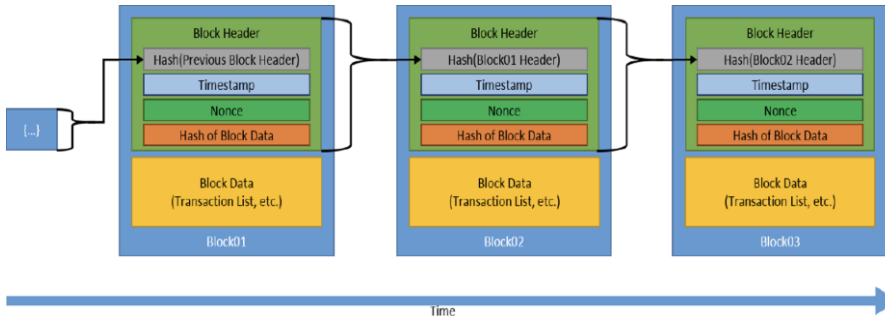 {...}
Block Header
Hash(Previous Block Header)
Timestamp
Nonce
Hash of Block Data
Block Data
(Transaction List, etc.)
Block01
Block Header
Hash(Block01 Header)
Timestamp
Nonce
Hash of Block Data
Block Data
(Transaction List, etc.)
Block02
Block Header
Hash(Block02 Header)
Timestamp
Nonce
Hash of Block Data
Block Data
(Transaction List, etc.)
Block03
Time